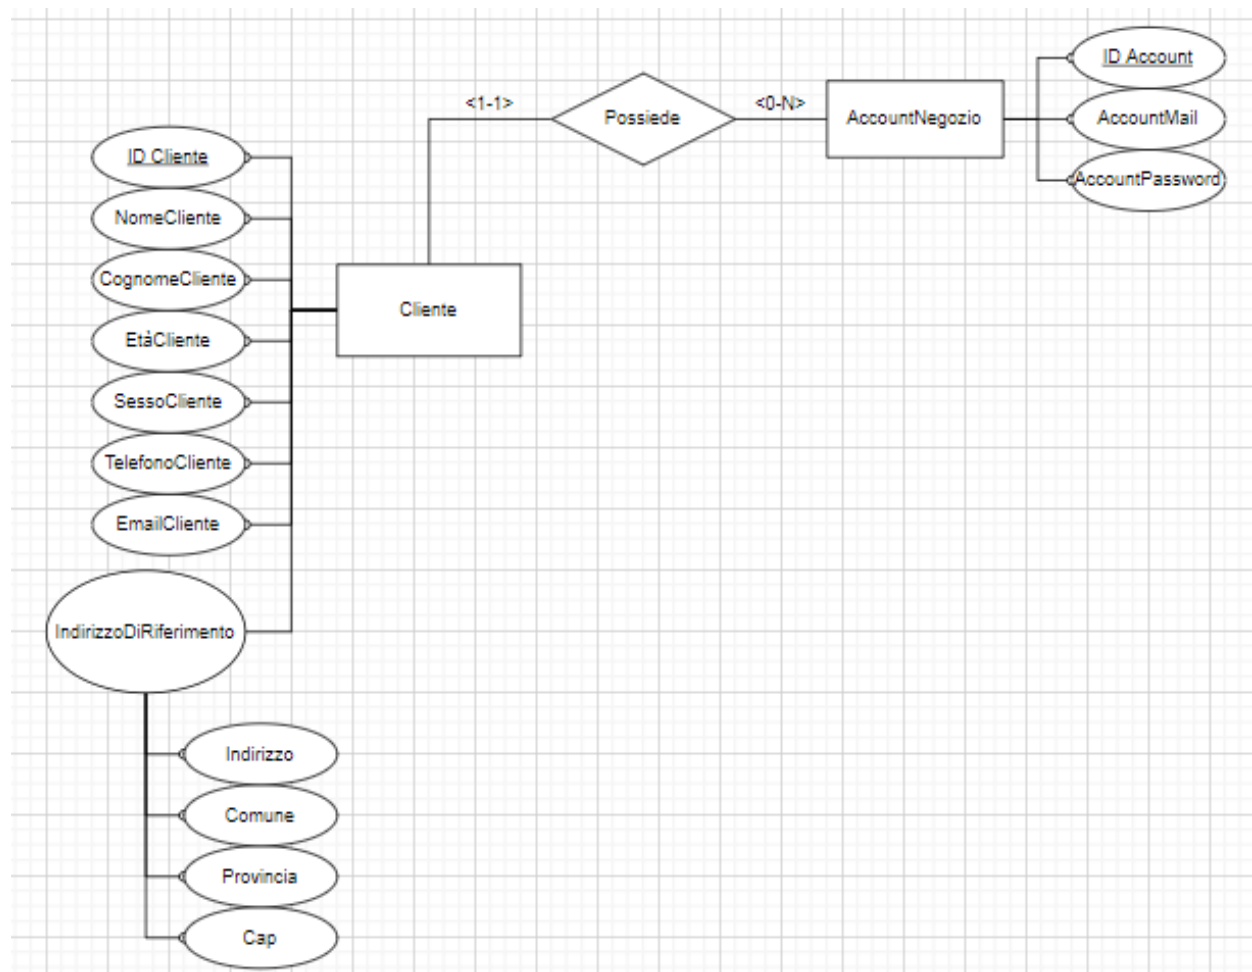 ID Account
<1-1>
Possiede
<0-N>
AccountNegozio
AccountMail
AccountPassword
ID Cliente
NomeCliente
CognomeCliente
EtàCliente
SessoCliente
TelefonoCliente
EmailCliente
Cliente
IndirizzoDiRiferimento
Indirizzo
Comune
Provincia
Cap